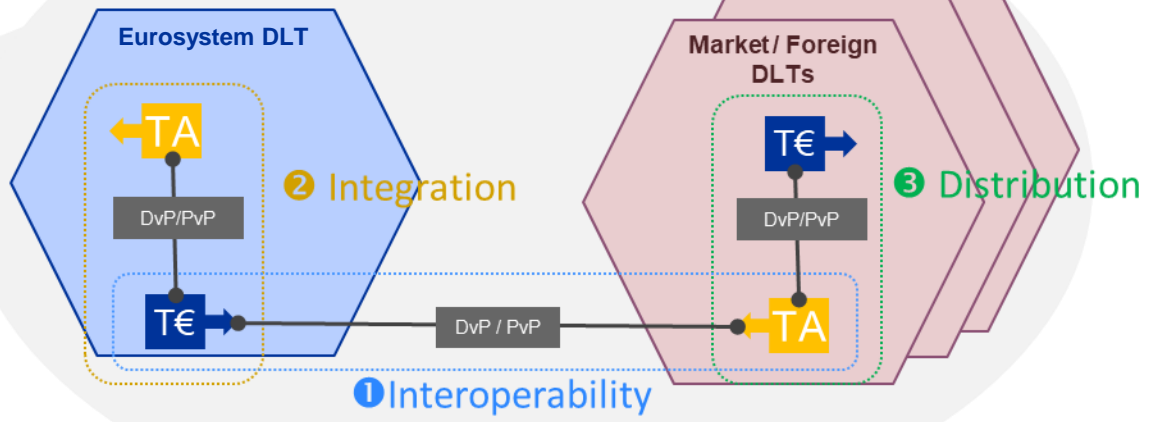 Eurosystem DLT
TA
DvP/PvP
T€
❷ Integration
DvP / PvP
❶Interoperability
Market / Foreign
DLTs
T€
DvP/PvP
TA
❸ Distribution